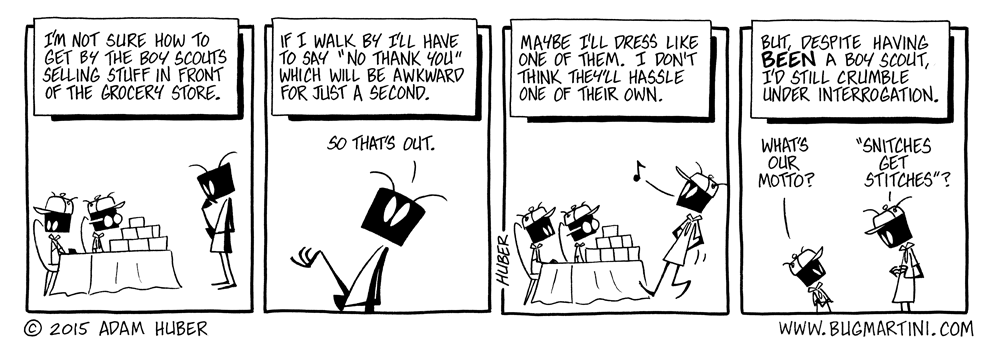 I'M NOT SURE HOW TO
GET BY THE BOY SCOUTS
SELLING STUFF IN FRONT
OF THE GROCERY STORE.
IF I WALK BY I'LL HAVE
TO SAY "NO THANK YOU"
WHICH WILL BE AWKWARD
FOR JUST A SECOND.
SO THAT'S OUT.
MAYBE I'LL DRESS LIKE
ONE OF THEM. I DON'T
THINK THEY'LL HASSLE
ONE OF THEIR OWN.
HUBER
BUT, DESPITE HAVING
BEEN A BOY SCOUT,
I'D STILL CRUMBLE
UNDER INTERROGATION.
WHAT'S
OUR
MOTTO?
"SNITCHES
GET
STITCHES"?
© 2015 ADAM HUBER
WWW.BUGMARTINI.COM